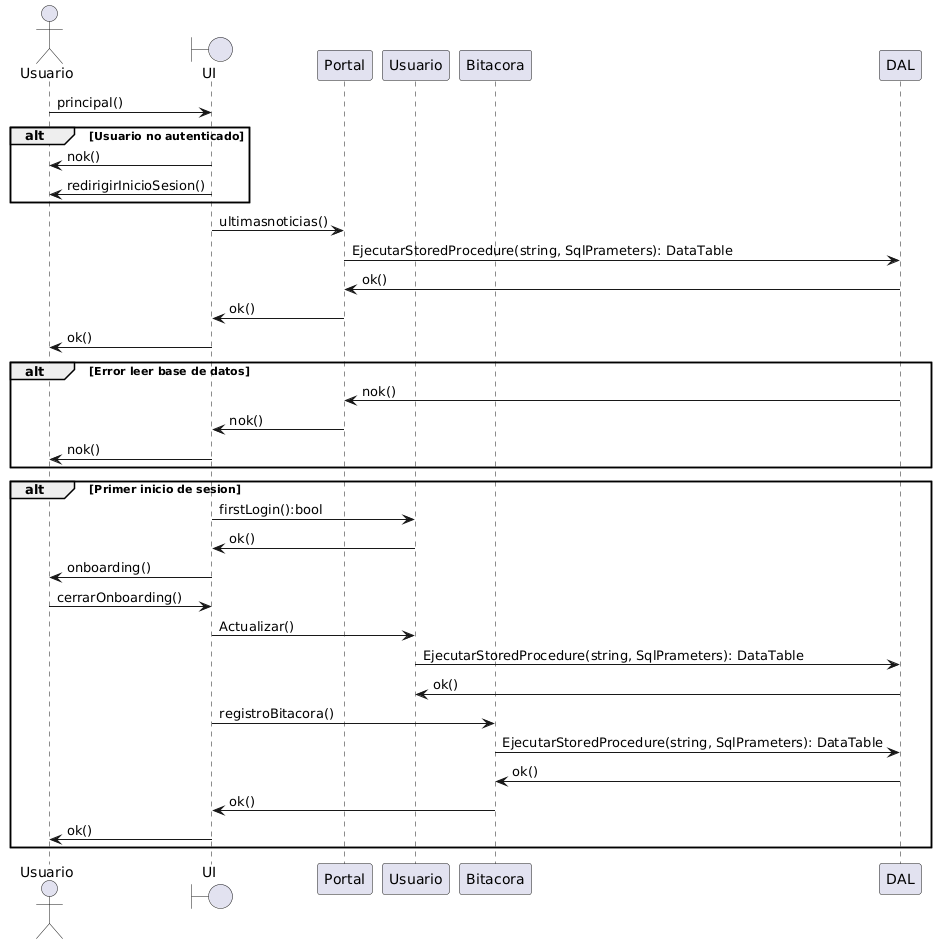 Usuario
UI
Portal
Usuario
Bitacora
DAL
principal()
alt
[Usuario no autenticado]
nok()
redirigirInicioSesion()
ultimasnoticias()
EjecutarStoredProcedure(string, SqlPrameters): DataTable
ok()
ok()
ok()
alt
[Error leer base de datos]
nok()
nok()
nok()
alt
[Primer inicio de sesion]
firstLogin():bool
ok()
onboarding()
cerrarOnboarding()
Actualizar()
EjecutarStoredProcedure(string, SqlPrameters): DataTable
ok()
registroBitacora()
EjecutarStoredProcedure(string, SqlPrameters): DataTable
ok()
ok()
ok()
Usuario
UI
Portal
Usuario
Bitacora
DAL